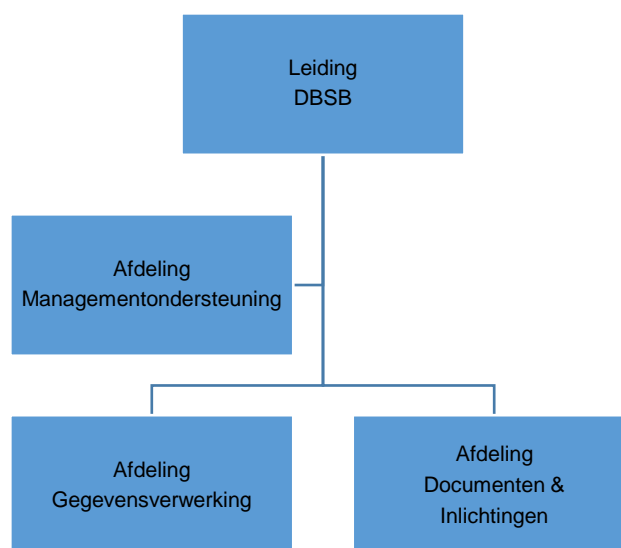 Leiding
DBSB
Afdeling
Managementondersteuning
Afdeling
Gegevensverwerking
Afdeling
Documenten &
Inlichtingen